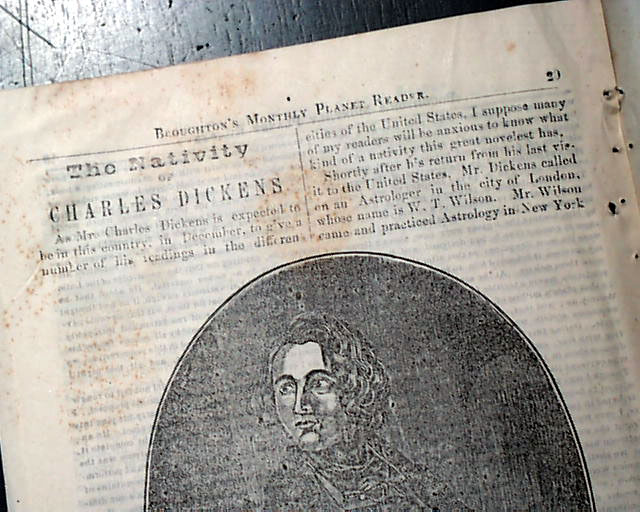 BROUGHTON'S MONTHLY PLANET READER.
29
The Nativity
OF
CHARLES DICKENS
As Mr. Charles Dickens is expected to
be in this country, in December, to give a
number of his readings in the differen
cities of the United States, I suppose many
of my readers will be anxious to know what
kind of a nativity this great novelest has.
Shortly after his return from his last vis-
it to the United States, Mr. Dickens called
on an Astrologer in the city of London,
whose name is W. T. Wilson. Mr. Wilson
came and practiced Astrology in New York